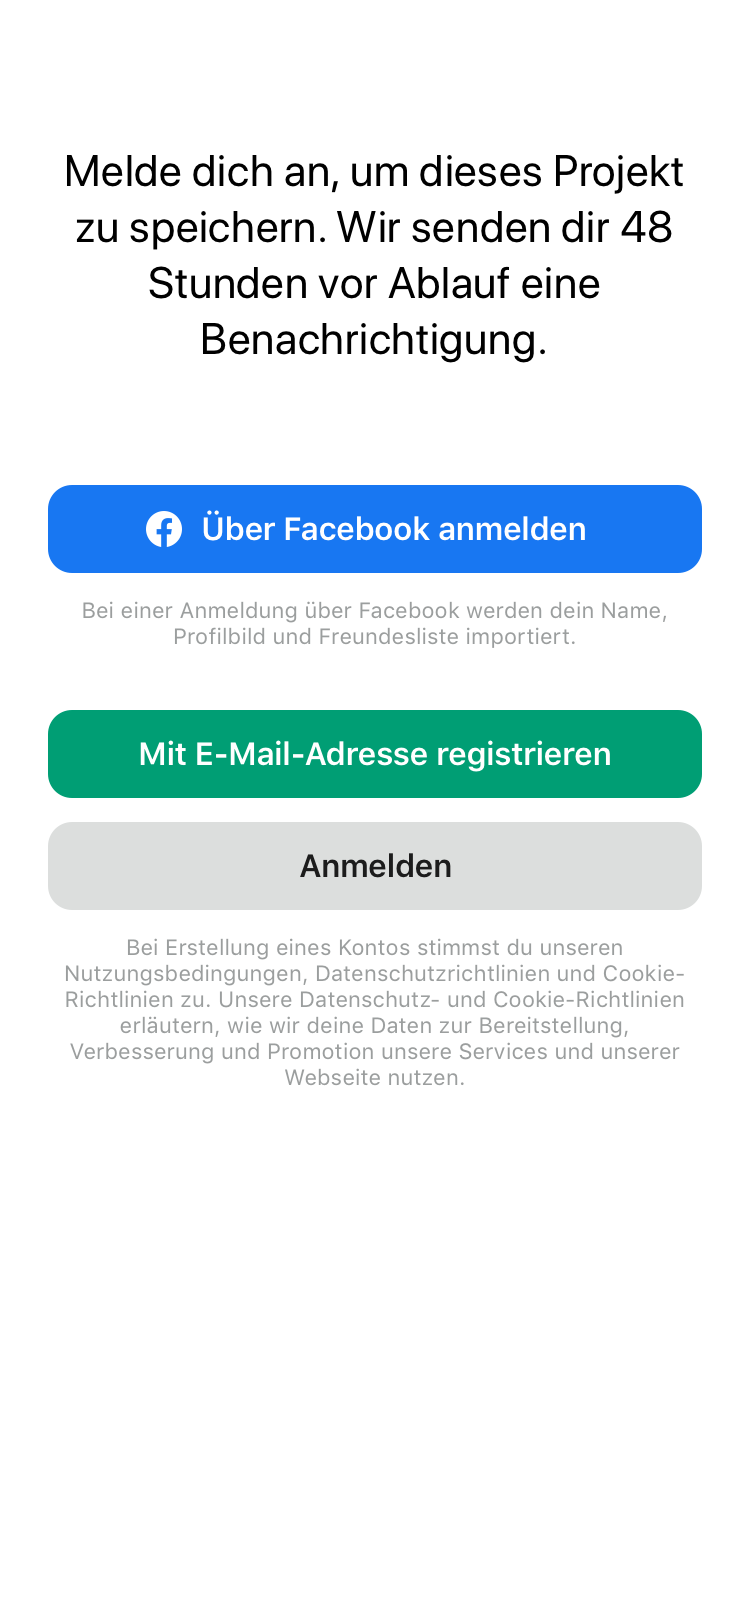 Melde dich an, um dieses Projekt
zu speichern. Wir senden dir 48
Stunden vor Ablauf eine
Benachrichtigung.
Über Facebook anmelden
Bei einer Anmeldung über Facebook werden dein Name,
Profilbild und Freundesliste importiert.
Mit E-Mail-Adresse registrieren
Anmelden
Bei Erstellung eines Kontos stimmst du unseren
Nutzungsbedingungen, Datenschutzrichtlinien und Cookie-
Richtlinien zu. Unsere Datenschutz- und Cookie-Richtlinien
erläutern, wie wir deine Daten zur Bereitstellung,
Verbesserung und Promotion unsere Services und unserer
Webseite nutzen.